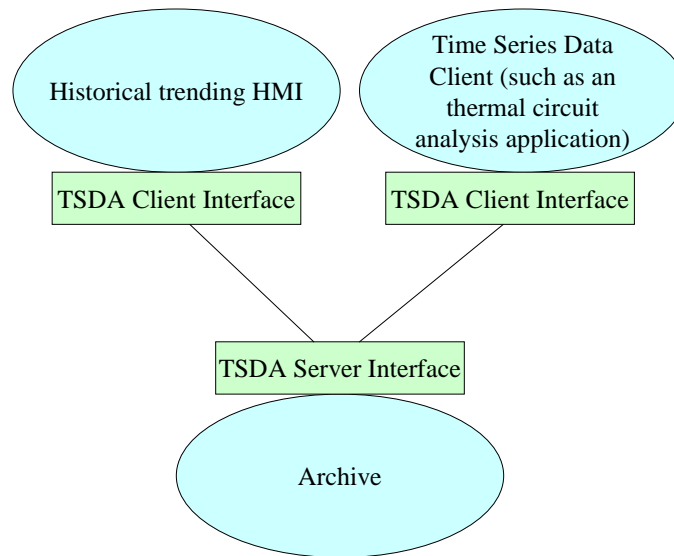 Historical trending HMI
Time Series Data
Client (such as an
thermal circuit
analysis application)
TSDA Client Interface
TSDA Client Interface
TSDA Server Interface
Archive